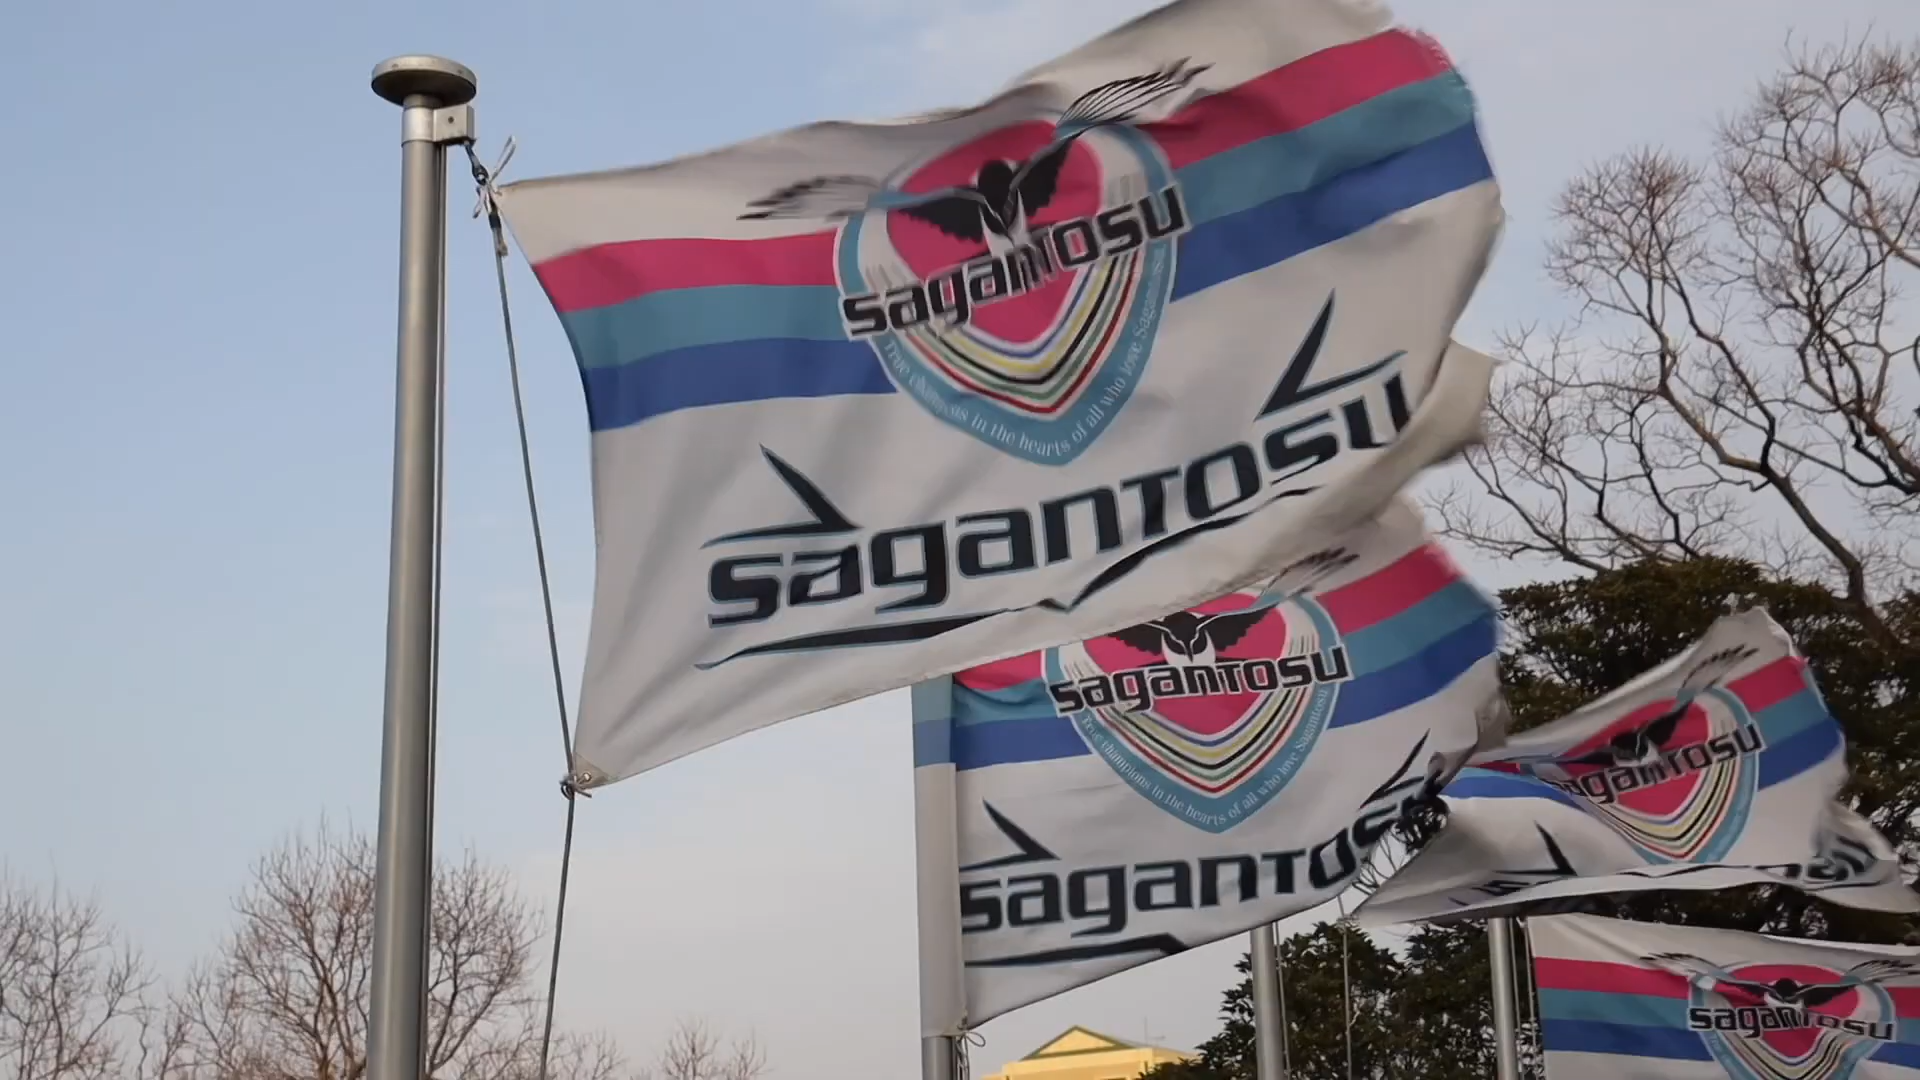 saganTOSU
True champions in the hearts of all who love Sagantosu
saganTOSU
saganTOSU
True champions in the hearts of all who love Sagantosu
saganTOSU
saganTOSU
saganTOSU